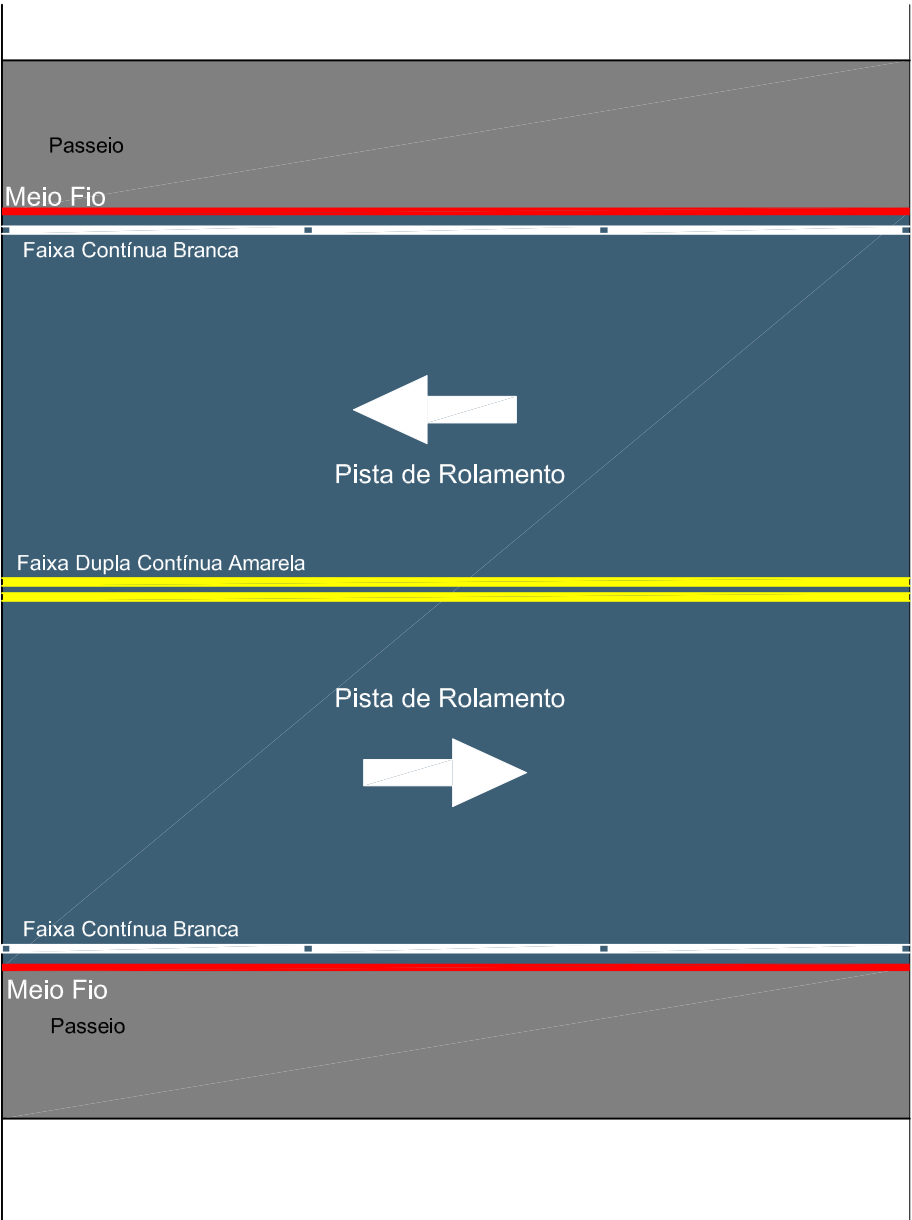 Passeio
Meio Fio
Faixa Contínua Branca
Pista de Rolamento
Faixa Dupla Contínua Amarela
Pista de Rolamento
Faixa Contínua Branca
Meio Fio
Passeio